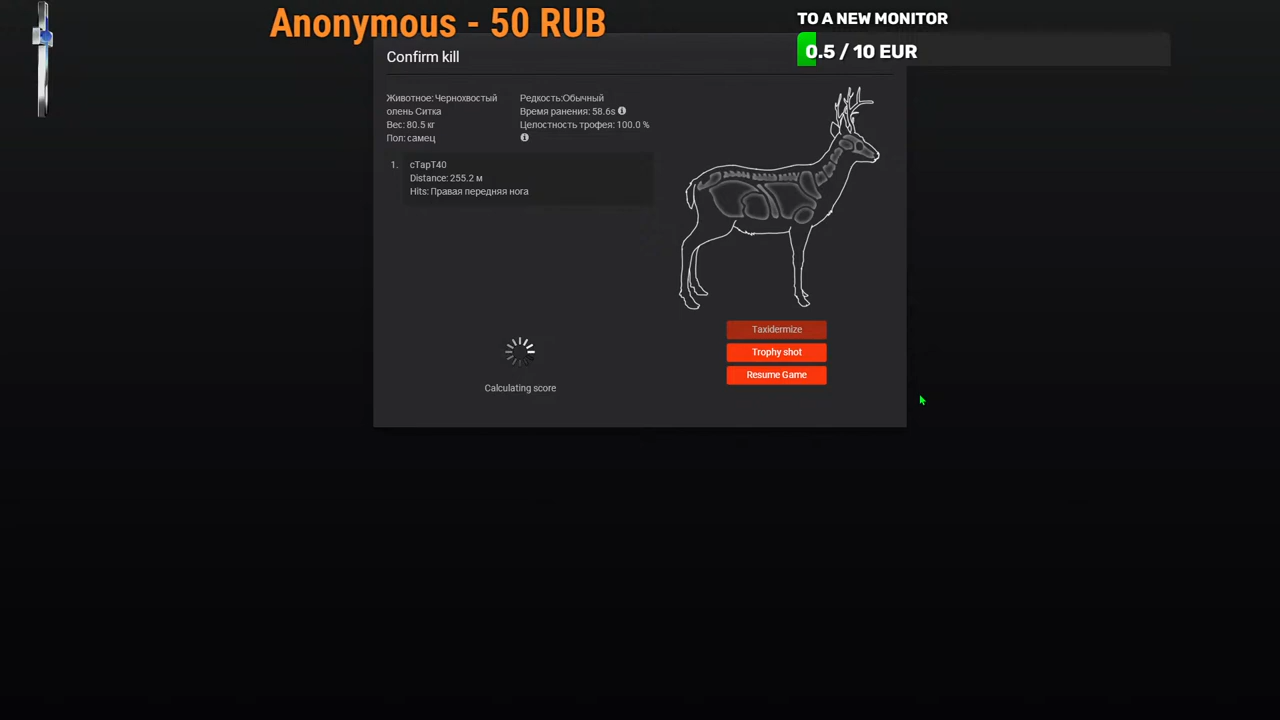 Anonymous - 50 RUB
TO A NEW MONITOR
0.5 / 10 EUR
Confirm kill
Животное: Чернохвостый
олень Ситка
Вес: 80.5 кг
Пол: самец
Редкость:Обычный
Время ранения: 58.6s
Целостность трофея: 100.0 %
1.
сТарТ40
Distance: 255.2 м
Hits: Правая передняя нога
Calculating score
Taxidermize
Trophy shot
Resume Game